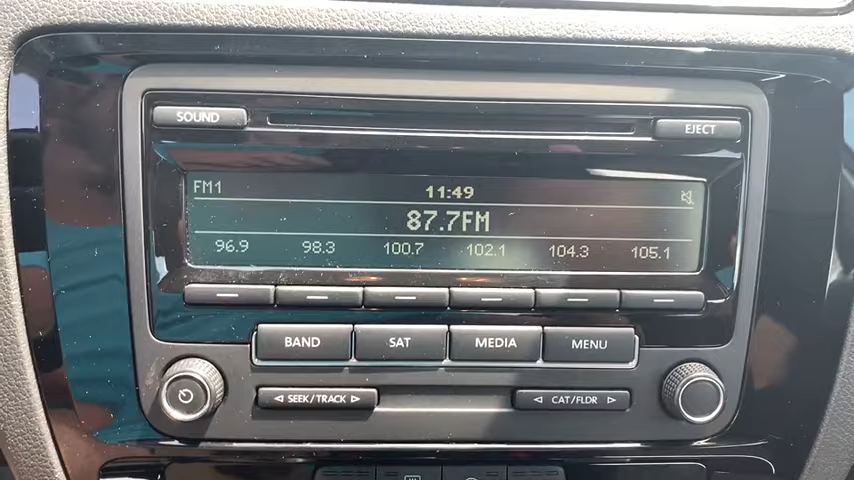 SOUND EJECT
FM1 11:49
87.7FM
96.9 98.3 100.7 102.1 104.3 105.1
BAND SAT MEDIA MENU
SEEK/TRACK CAT/FLDR